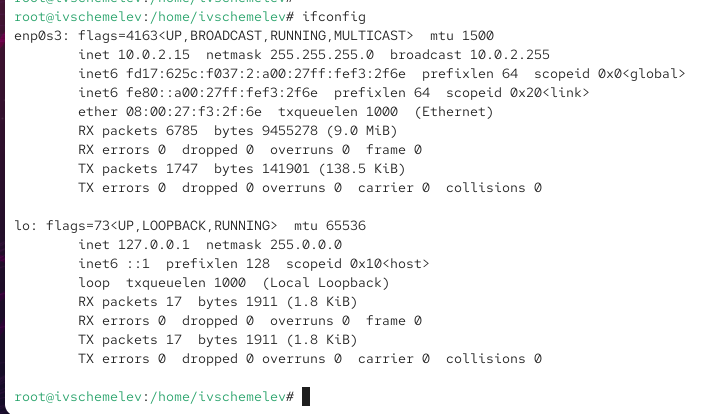 root@ivschemelev:/home/ivschemelev# ifconfig
enp0s3: flags=4163<UP,BROADCAST,RUNNING,MULTICAST>  mtu 1500
        inet 10.0.2.15  netmask 255.255.255.0  broadcast 10.0.2.255
        inet6 fd17:625c:f037:2:a00:27ff:fef3:2f6e  prefixlen 64  scopeid 0x0<global>
        inet6 fe80::a00:27ff:fef3:2f6e  prefixlen 64  scopeid 0x20<link>
        ether 08:00:27:f3:2f:6e  txqueuelen 1000  (Ethernet)
        RX packets 6785  bytes 9455278 (9.0 MiB)
        RX errors 0  dropped 0  overruns 0  frame 0
        TX packets 1747  bytes 141901 (138.5 KiB)
        TX errors 0  dropped 0 overruns 0  carrier 0  collisions 0

lo: flags=73<UP,LOOPBACK,RUNNING>  mtu 65536
        inet 127.0.0.1  netmask 255.0.0.0
        inet6 ::1  prefixlen 128  scopeid 0x10<host>
        loop  txqueuelen 1000  (Local Loopback)
        RX packets 17  bytes 1911 (1.8 KiB)
        RX errors 0  dropped 0  overruns 0  frame 0
        TX packets 17  bytes 1911 (1.8 KiB)
        TX errors 0  dropped 0 overruns 0  carrier 0  collisions 0

root@ivschemelev:/home/ivschemelev#